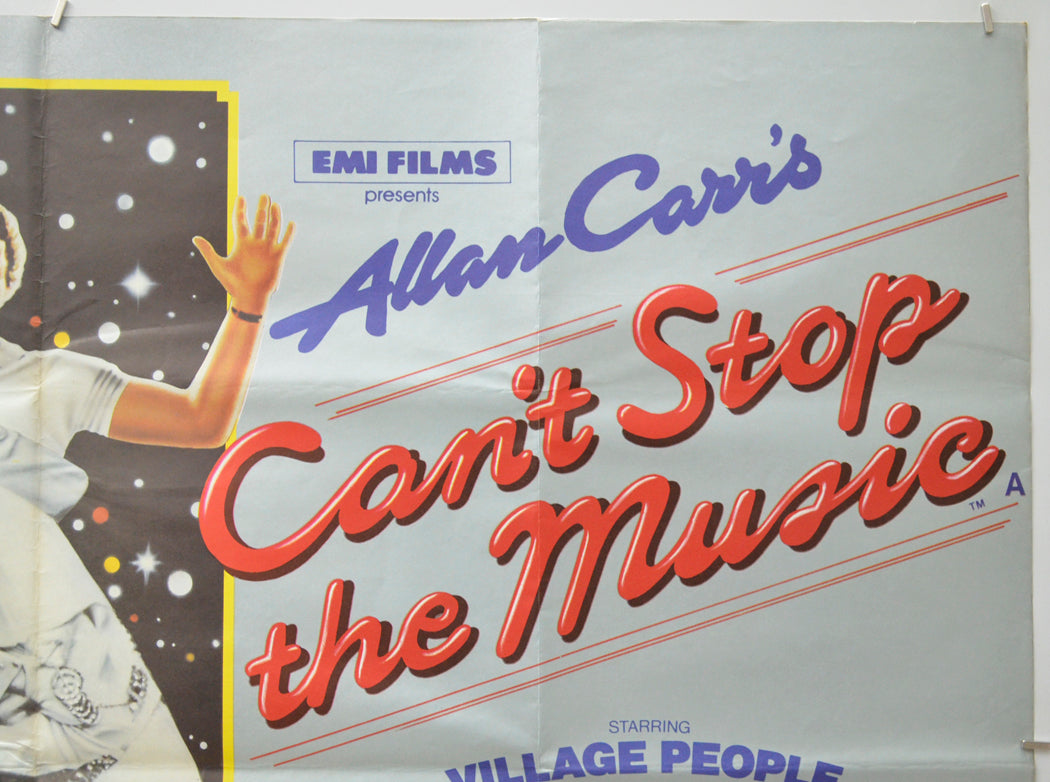 EMI FILMS
presents
Allan Carr's
Can't Stop
the Music
™ A
STARRING
VILLAGE PEOPLE